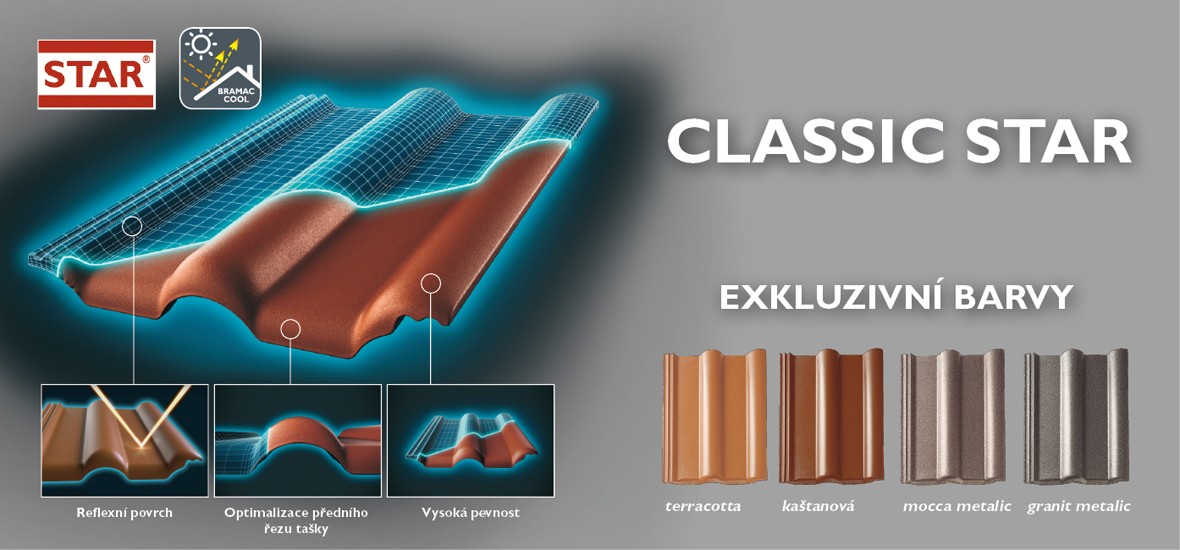 STAR®
BRAMAC
COOL
CLASSIC STAR
EXKLUZIVNÍ BARVY
terracotta
kaštanová
mocca metalic
granit metalic
Reflexní povrch
Optimalizace předního
řezu tašky
Vysoká pevnost